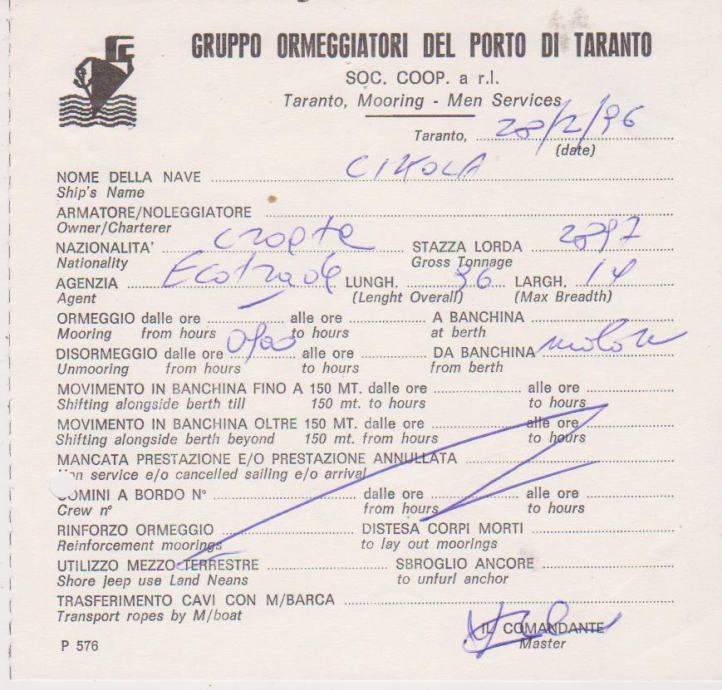 GRUPPO ORMEGGIATORI DEL PORTO DI TARANTO
SOC. COOP. a r.l.
Taranto, Mooring - Men Services
Taranto, 28/2/96
(date)
NOME DELLA NAVE CIKOLA
Ship's Name
ARMATORE/NOLEGGIATORE
Owner/Charterer
NAZIONALITA' STAZZA LORDA
Nationality Gross Tonnage
AGENZIA Ecotrade LUNGH. 96 LARGH. 14
Agent (Lenght Overall) (Max Breadth)
ORMEGGIO dalle ore alle ore A BANCHINA
Mooring from hours to hours at berth
DISORMEGGIO dalle ore alle ore DA BANCHINA
Unmooring from hours to hours from berth
MOVIMENTO IN BANCHINA FINO A 150 MT. dalle ore alle ore
Shifting alongside berth till 150 mt. to hours to hours
MOVIMENTO IN BANCHINA OLTRE 150 MT. dalle ore alle ore
Shifting alongside berth beyond 150 mt. from hours to hours
MANCATA PRESTAZIONE E/O PRESTAZIONE ANNULLATA
service e/o cancelled sailing e/o arrival
UOMINI A BORDO N° dalle ore alle ore
Crew n° from hours to hours
RINFORZO ORMEGGIO DISTESA CORPI MORTI
Reinforcement moorings to lay out moorings
UTILIZZO MEZZO TERRESTRE SBROGLIO ANCORE
Shore Jeep use Land Neans to unfurl anchor
TRASFERIMENTO CAVI CON M/BARCA
Transport ropes by M/boat
IL COMANDANTE
P 576 Master